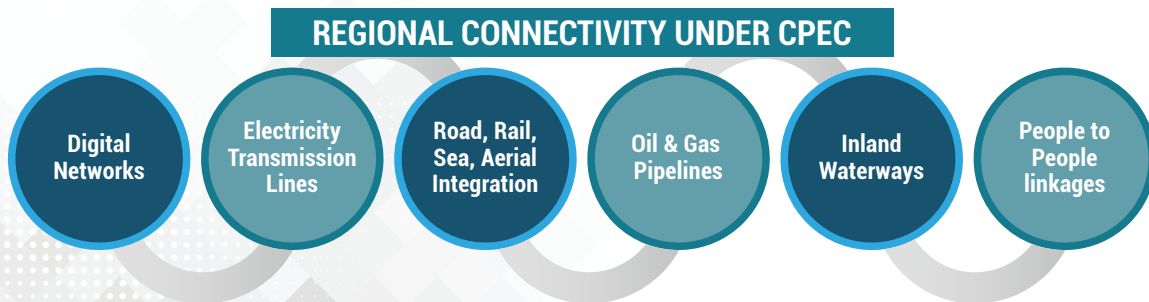 REGIONAL CONNECTIVITY UNDER CPEC
Digital
Networks
Electricity
Transmission
Lines
Road, Rail,
Sea, Aerial
Integration
Oil & Gas
Pipelines
Inland
Waterways
People to
People
linkages